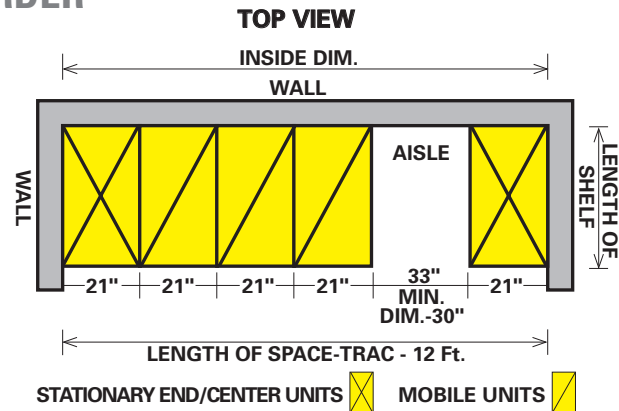 TOP VIEW
INSIDE DIM.
WALL
WALL
AISLE
LENGTH OF
SHELF
21" 21" 21" 21" 33" 21"
MIN.
DIM.-30"
LENGTH OF SPACE-TRAC - 12 Ft.
STATIONARY END/CENTER UNITS MOBILE UNITS